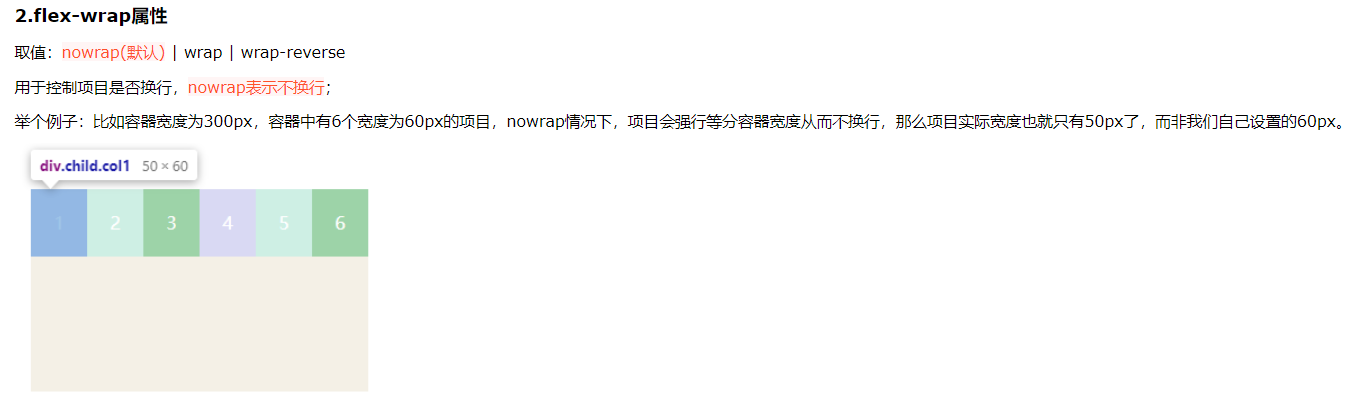 2.flex-wrap属性
取值：nowrap(默认) | wrap | wrap-reverse
用于控制项目是否换行，nowrap表示不换行；
举个例子：比如容器宽度为300px，容器中有6个宽度为60px的项目，nowrap情况下，项目会强行等分容器宽度从而不换行，那么项目实际宽度也就只有50px了，而非我们自己设置的60px。
div.child.col1 50 × 60
1 2 3 4 5 6